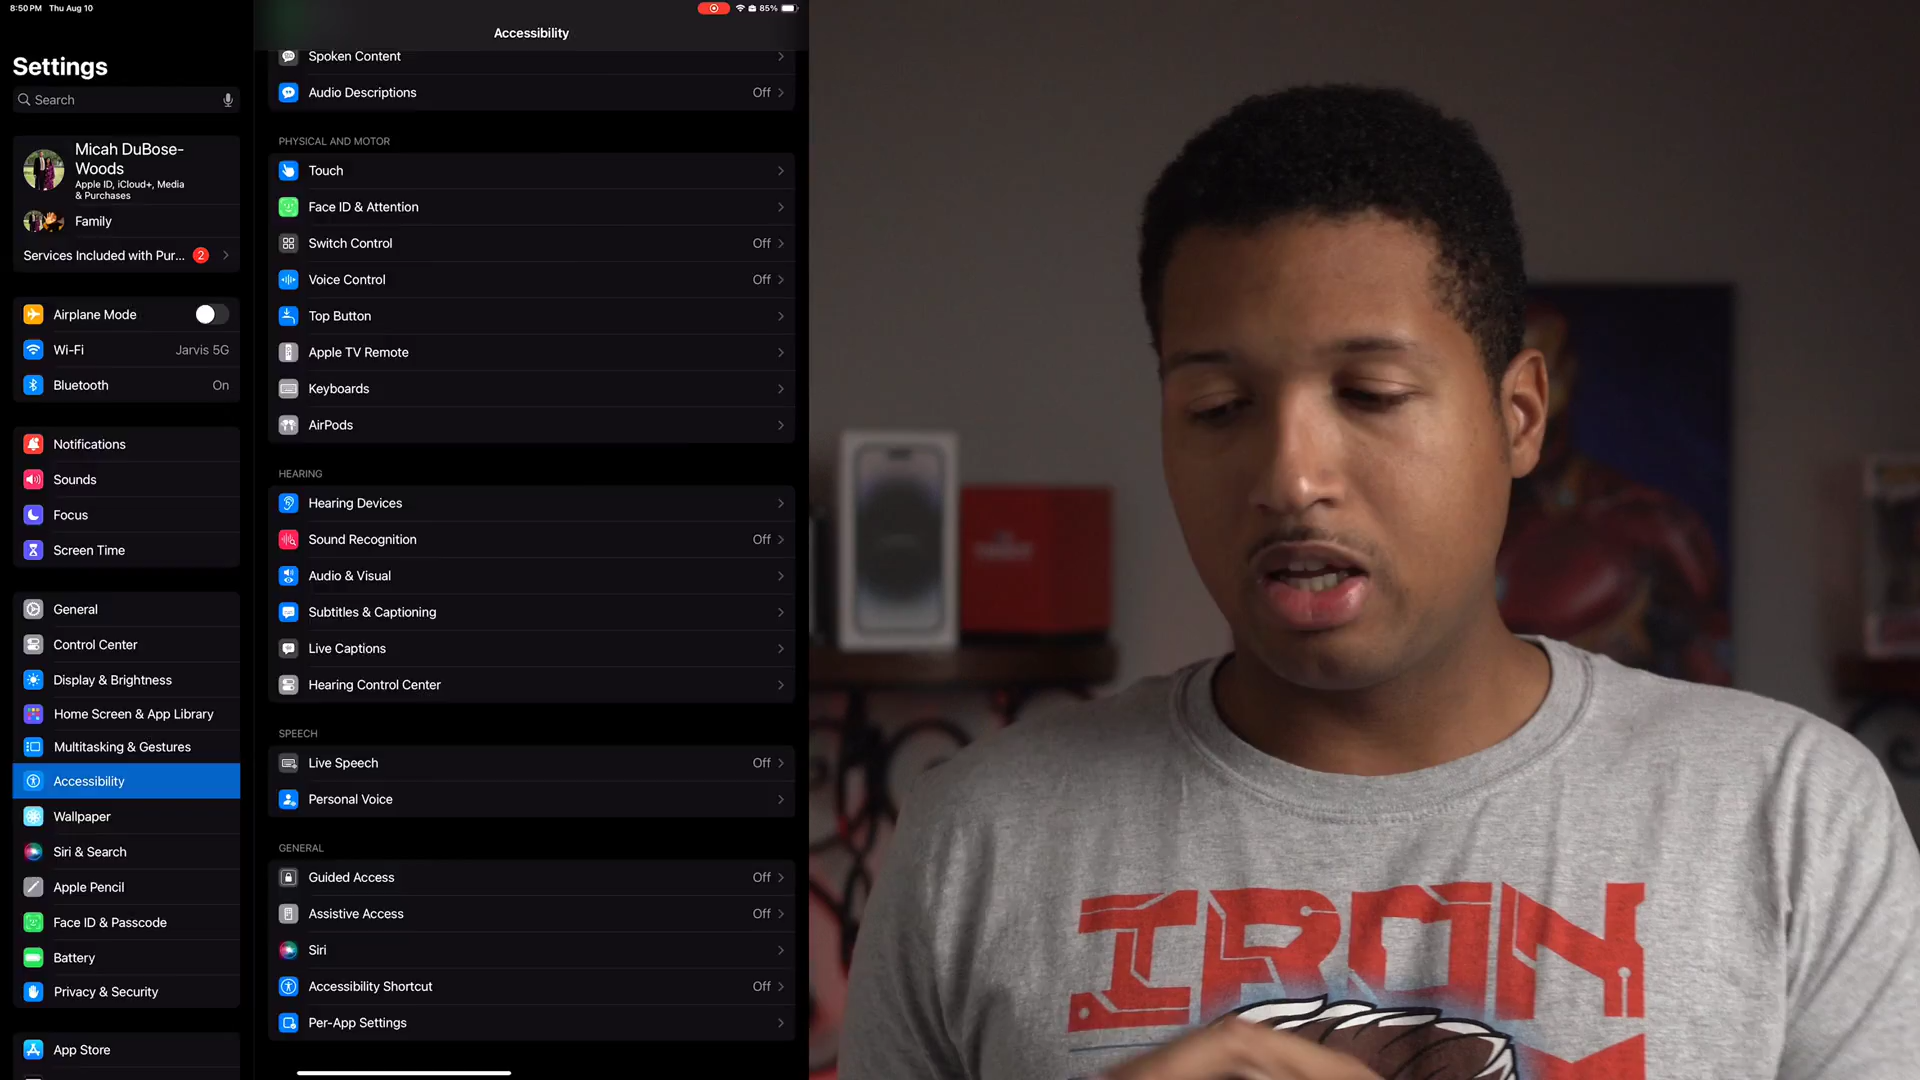 8:50 PM Thu Aug 10
85%
Settings
Search
Micah DuBose-
Woods
Apple ID, iCloud+, Media
& Purchases
Family
Services Included with Pur... 2
Airplane Mode
Wi-Fi Jarvis 5G
Bluetooth On
Notifications
Sounds
Focus
Screen Time
General
Control Center
Display & Brightness
Home Screen & App Library
Multitasking & Gestures
Accessibility
Wallpaper
Siri & Search
Apple Pencil
Face ID & Passcode
Battery
Privacy & Security
App Store
Accessibility
Spoken Content
Audio Descriptions Off
PHYSICAL AND MOTOR
Touch
Face ID & Attention
Switch Control Off
Voice Control Off
Top Button
Apple TV Remote
Keyboards
AirPods
HEARING
Hearing Devices
Sound Recognition Off
Audio & Visual
Subtitles & Captioning
Live Captions
Hearing Control Center
SPEECH
Live Speech Off
Personal Voice
GENERAL
Guided Access Off
Assistive Access Off
Siri
Accessibility Shortcut Off
Per-App Settings
IRON